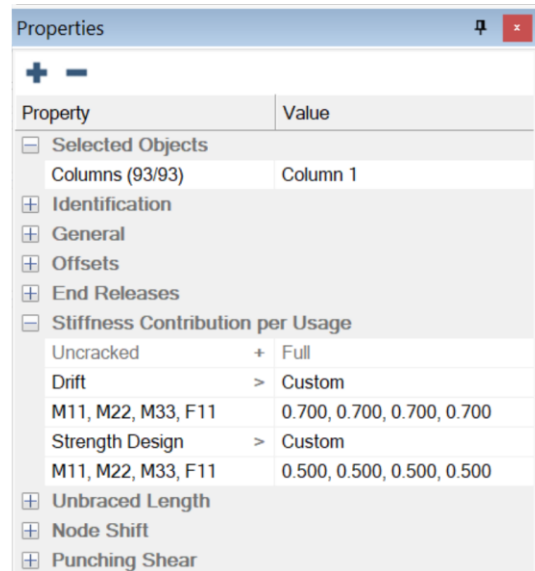 Properties
Property Value
Selected Objects
Columns (93/93) Column 1
Identification
General
Offsets
End Releases
Stiffness Contribution per Usage
Uncracked + Full
Drift > Custom
M11, M22, M33, F11 0.700, 0.700, 0.700, 0.700
Strength Design > Custom
M11, M22, M33, F11 0.500, 0.500, 0.500, 0.500
Unbraced Length
Node Shift
Punching Shear